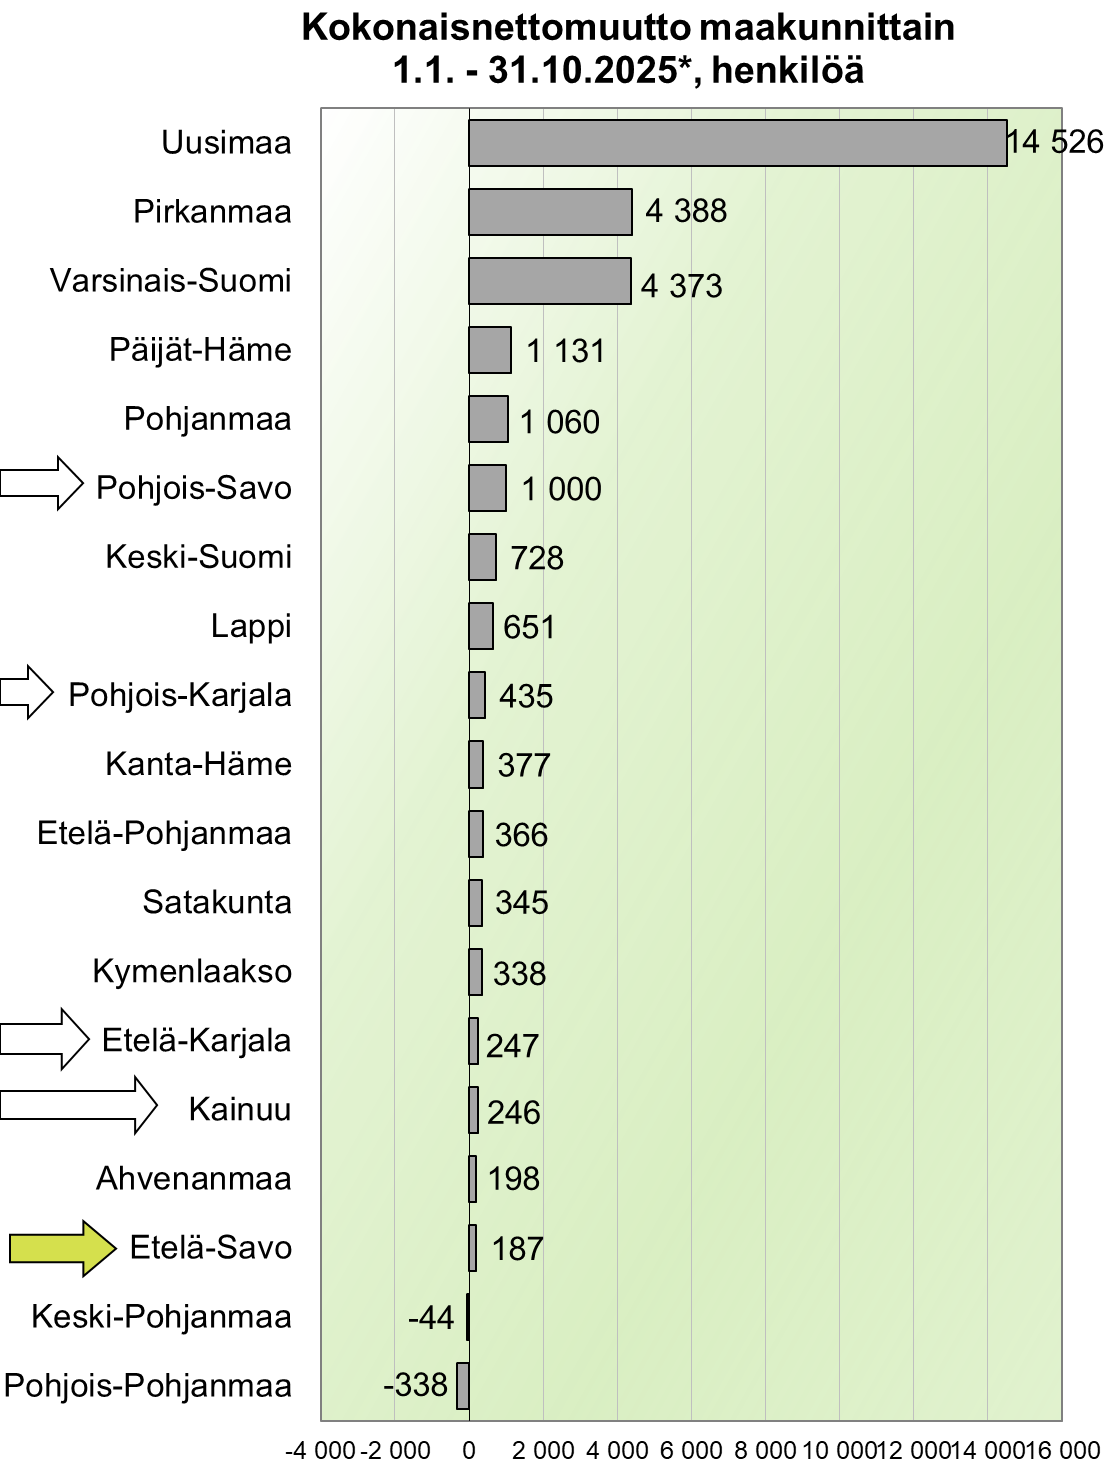 Kokonaisnettomuutto maakunnittain
1.1. - 31.10.2025*, henkilöä
Uusimaa 14 526
Pirkanmaa 4 388
Varsinais-Suomi 4 373
Päijät-Häme 1 131
Pohjanmaa 1 060
Pohjois-Savo 1 000
Keski-Suomi 728
Lappi 651
Pohjois-Karjala 435
Kanta-Häme 377
Etelä-Pohjanmaa 366
Satakunta 345
Kymenlaakso 338
Etelä-Karjala 247
Kainuu 246
Ahvenanmaa 198
Etelä-Savo 187
Keski-Pohjanmaa -44
Pohjois-Pohjanmaa -338
-4 000 -2 000 0 2 000 4 000 6 000 8 000 10 000 12 000 14 000 16 000